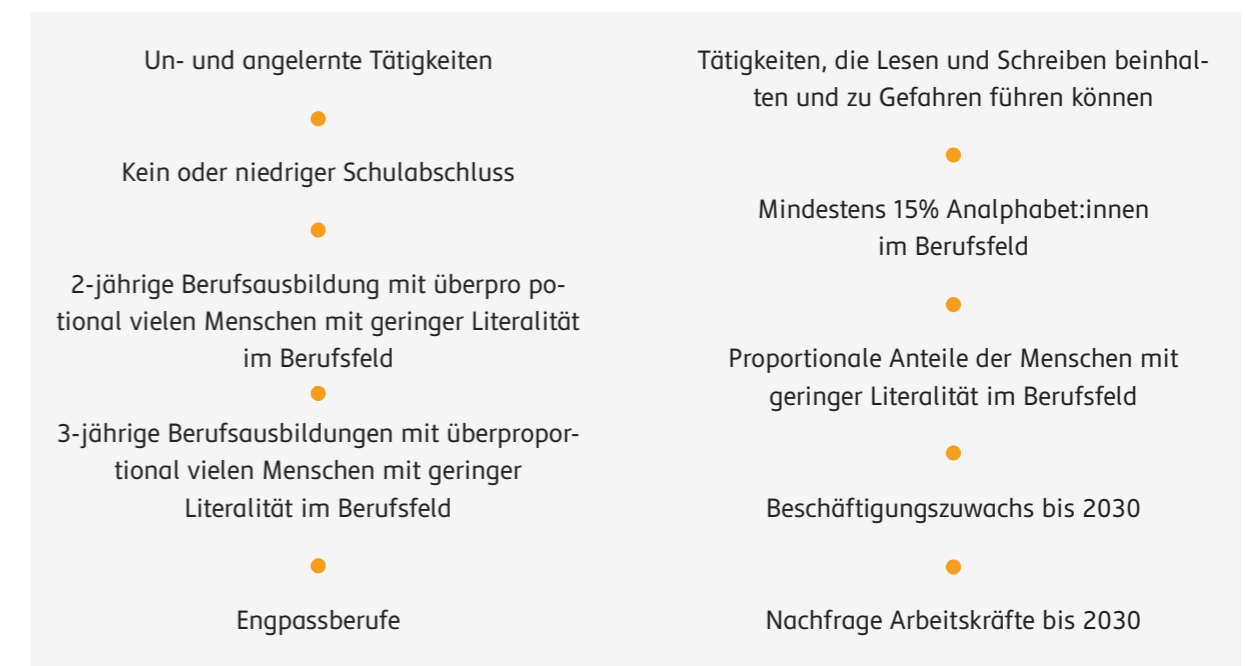 Un- und angelernte Tätigkeiten
Kein oder niedriger Schulabschluss
2-jährige Berufsausbildung mit überpro po-
tional vielen Menschen mit geringer Literalität
im Berufsfeld
3-jährige Berufsausbildungen mit überpropor-
tional vielen Menschen mit geringer
Literalität im Berufsfeld
Engpassberufe
Tätigkeiten, die Lesen und Schreiben beinhal-
ten und zu Gefahren führen können
Mindestens 15% Analphabet:innen
im Berufsfeld
Proportionale Anteile der Menschen mit
geringer Literalität im Berufsfeld
Beschäftigungszuwachs bis 2030
Nachfrage Arbeitskräfte bis 2030